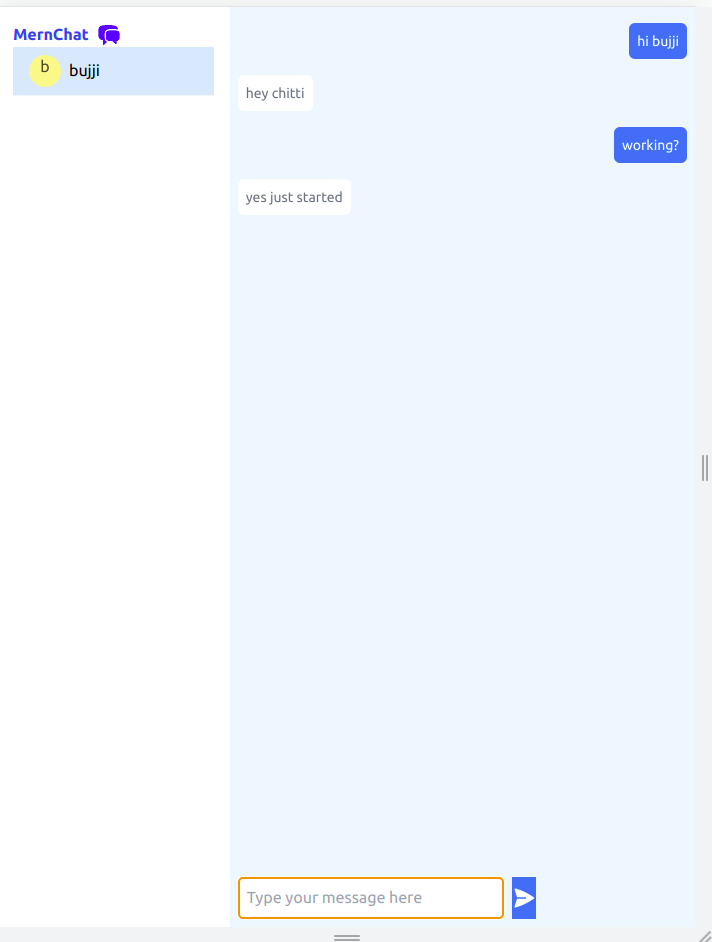 MernChat
b
bujji
hi bujji
hey chitti
working?
yes just started
Type your message here